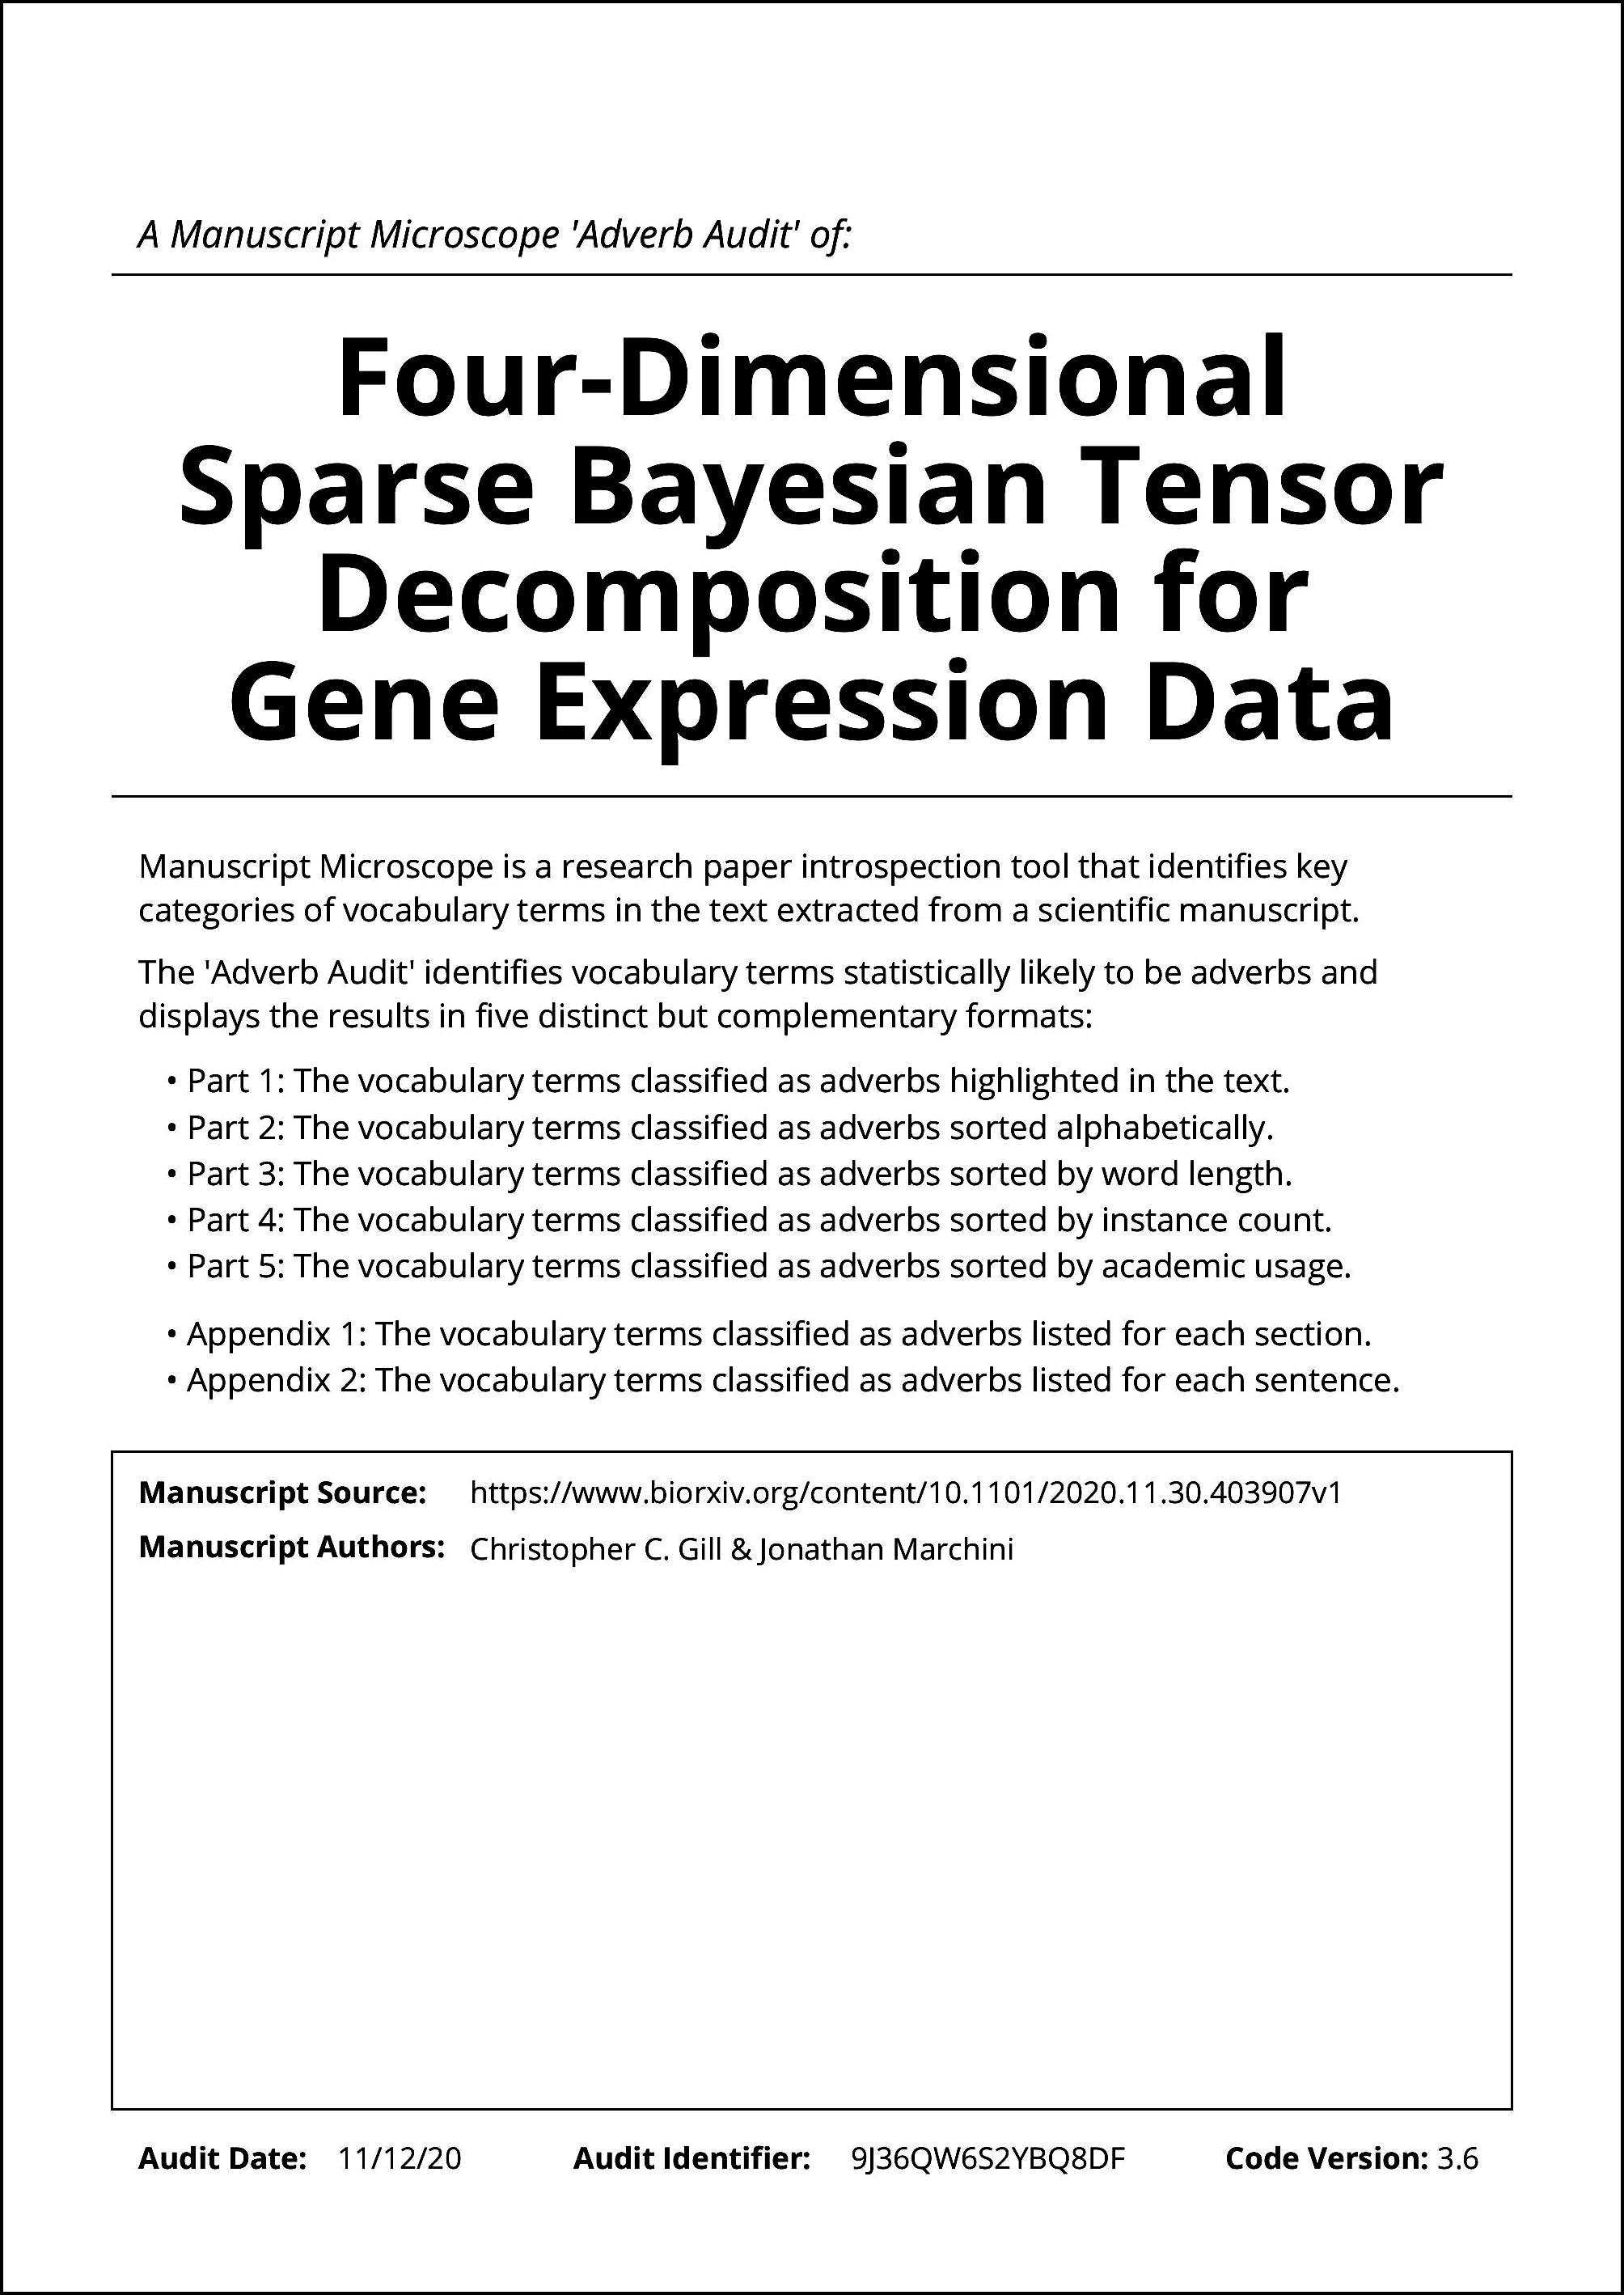 A Manuscript Microscope 'Adverb Audit' of:
Four-Dimensional
Sparse Bayesian Tensor
Decomposition for
Gene Expression Data
Manuscript Microscope is a research paper introspection tool that identifies key
categories of vocabulary terms in the text extracted from a scientific manuscript.
The 'Adverb Audit' identifies vocabulary terms statistically likely to be adverbs and
displays the results in five distinct but complementary formats:
• Part 1: The vocabulary terms classified as adverbs highlighted in the text.
• Part 2: The vocabulary terms classified as adverbs sorted alphabetically.
• Part 3: The vocabulary terms classified as adverbs sorted by word length.
• Part 4: The vocabulary terms classified as adverbs sorted by instance count.
• Part 5: The vocabulary terms classified as adverbs sorted by academic usage.
• Appendix 1: The vocabulary terms classified as adverbs listed for each section.
• Appendix 2: The vocabulary terms classified as adverbs listed for each sentence.
Manuscript Source: https://www.biorxiv.org/content/10.1101/2020.11.30.403907v1
Manuscript Authors: Christopher C. Gill & Jonathan Marchini
Audit Date: 11/12/20 Audit Identifier: 9J36QW6S2YBQ8DF Code Version: 3.6